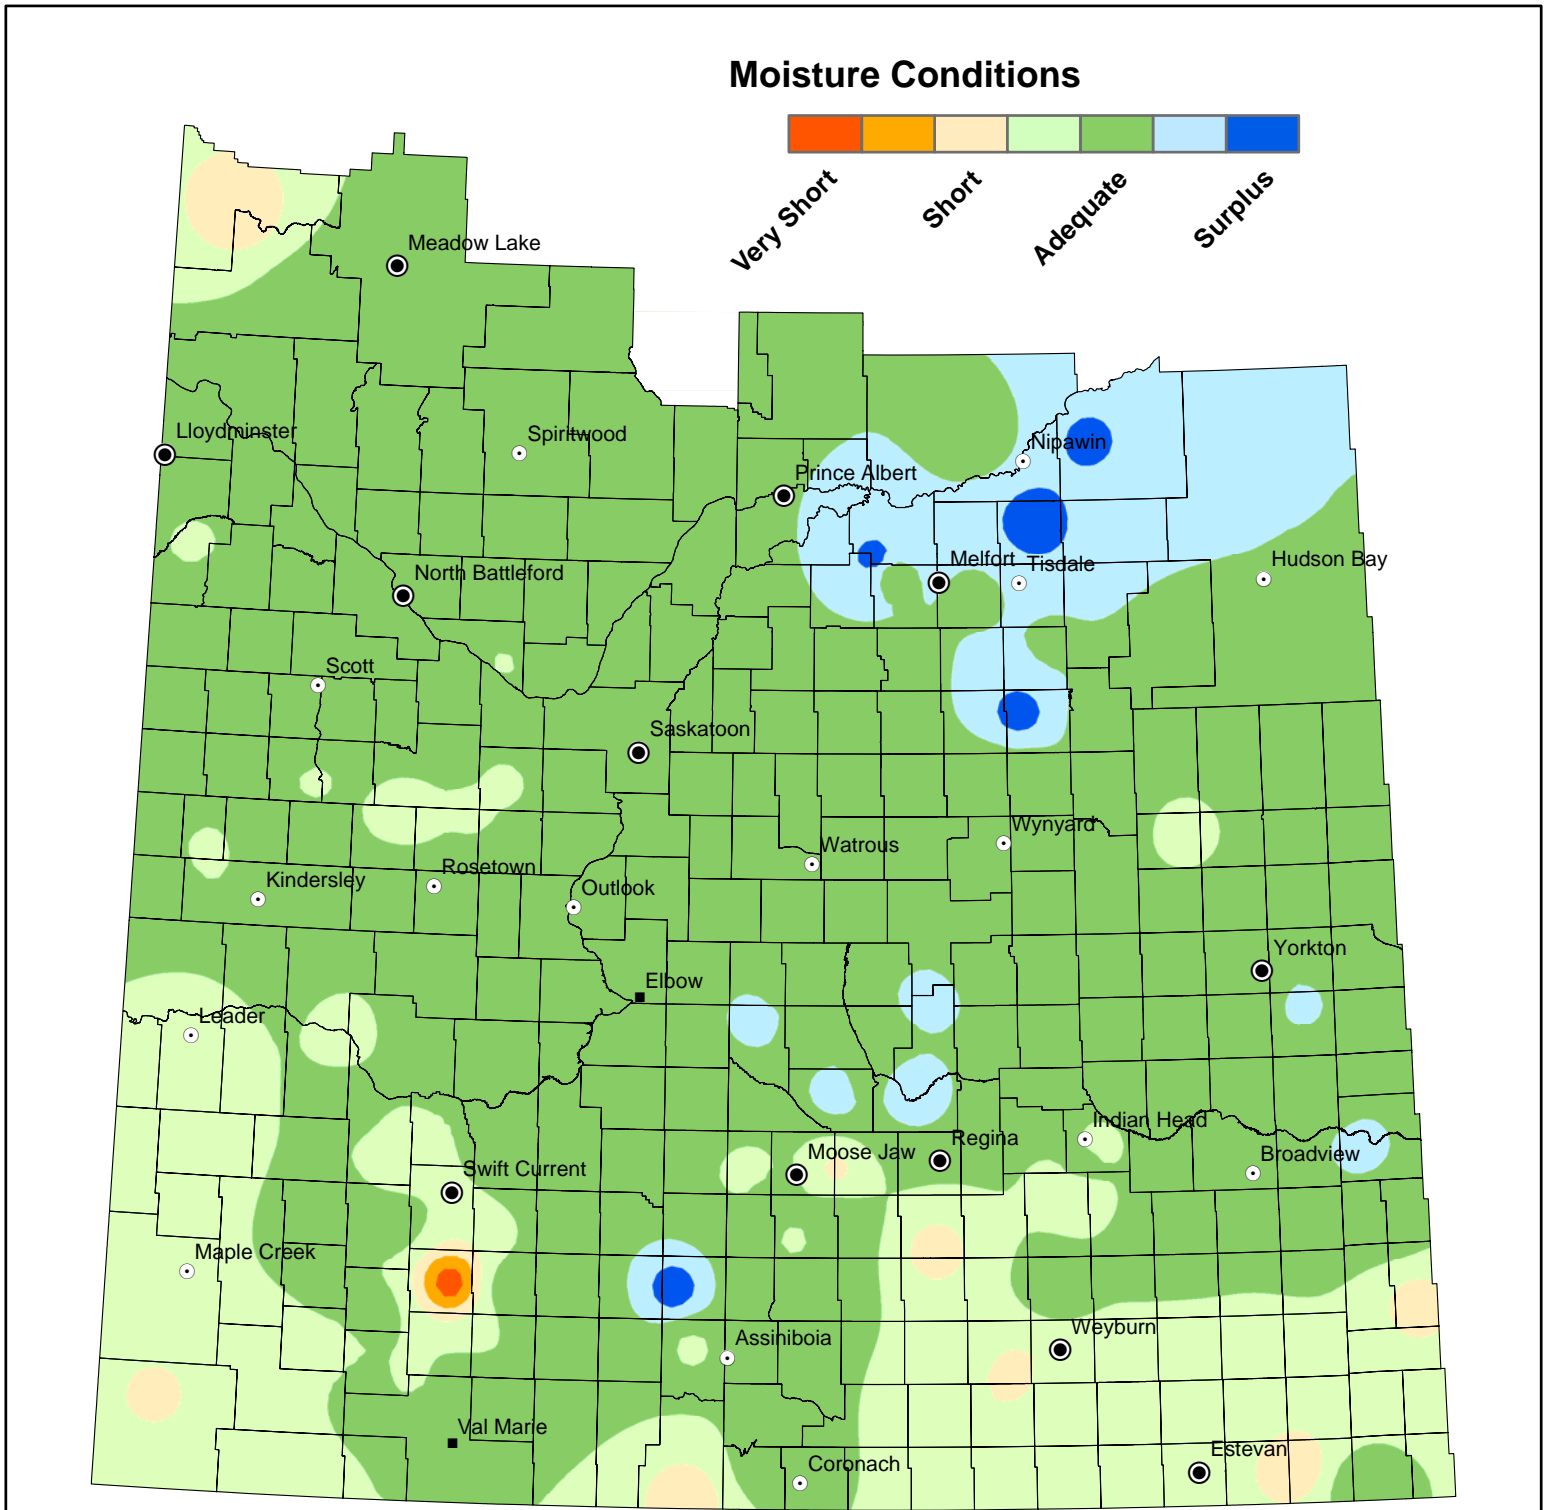 Moisture Conditions
Very Short
Short
Adequate
Surplus
Meadow Lake
Lloydminster
Spiritwood
Nipawin
Prince Albert
Melfort
Tisdale
Hudson Bay
North Battleford
Scott
Saskatoon
Wynyard
Watrous
Rosetown
Kindersley
Outlook
Yorkton
Elbow
Leader
Indian Head
Regina
Moose Jaw
Broadview
Swift Current
Maple Creek
Weyburn
Assiniboia
Val Marie
Estevan
Coronach